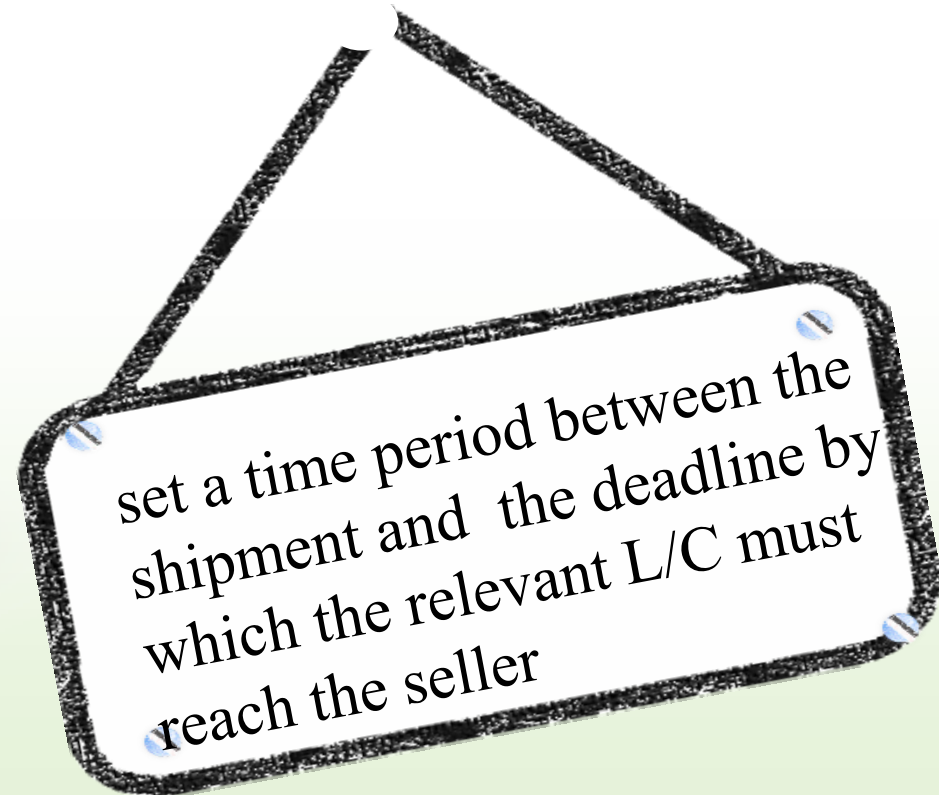 set a time period between the
shipment and  the deadline by
which the relevant L/C must
reach the seller